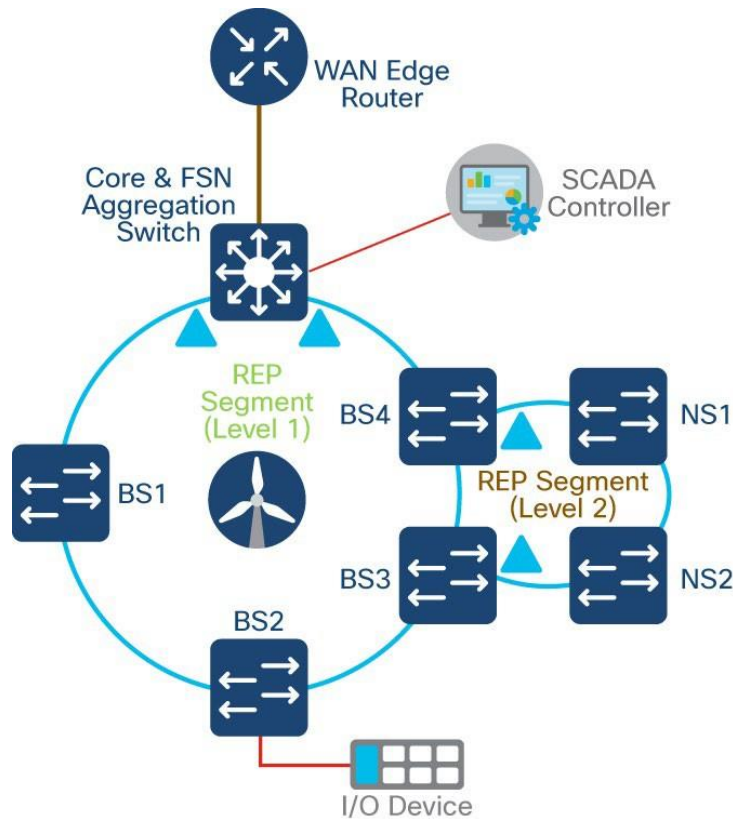 WAN Edge
Router
Core & FSN
Aggregation
Switch
SCADA
Controller
REP
Segment
(Level 1)
BS4
NS1
BS1
REP Segment
(Level 2)
BS3
NS2
BS2
I/O Device